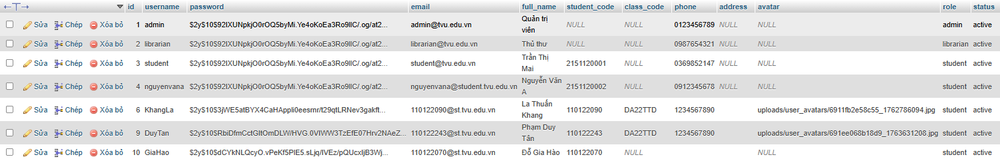 id username password email full_name student_code class_code phone address avatar role status
Sửa Chép Xóa bỏ 1 admin $2y$10$92IXUNpkjO0rOQ5byMi.Ye4oKoEa3Ro9llC/.og/at2... admin@tvu.edu.vn Quản trị viên NULL NULL 0123456789 NULL NULL admin active
Sửa Chép Xóa bỏ 2 librarian $2y$10$92IXUNpkjO0rOQ5byMi.Ye4oKoEa3Ro9llC/.og/at2... librarian@tvu.edu.vn Thủ thư NULL NULL 0987654321 NULL NULL librarian active
Sửa Chép Xóa bỏ 3 student $2y$10$92IXUNpkjO0rOQ5byMi.Ye4oKoEa3Ro9llC/.og/at2... student@tvu.edu.vn Trần Thị Mai 2151120001 NULL 0369852147 NULL NULL student active
Sửa Chép Xóa bỏ 4 nguyenvana $2y$10$92IXUNpkjO0rOQ5byMi.Ye4oKoEa3Ro9llC/.og/at2... nguyenvana@student.tvu.edu.vn Nguyễn Văn A 2151120002 NULL 0912345678 NULL NULL student active
Sửa Chép Xóa bỏ 6 KhangLa $2y$10$3jWE5atBYX4CaHAppIi0eesrnr/t29qtLRNev3gakft... 110122090@st.tvu.edu.vn La Thuấn Khang 110122090 DA22TTD 1234567890 uploads/user_avatars/6911fb2e58c55_1762786094.jpg student active
Sửa Chép Xóa bỏ 9 DuyTan $2y$10$RbiDfmCctGItOmDLW/HVG.0VIWW3TzEfE07Hrv2NAeZ... 110122243@st.tvu.edu.vn Phạm Duy Tân 110122243 DA22TTD 1234567890 uploads/user_avatars/691ee068b18d9_1763631208.jpg student active
Sửa Chép Xóa bỏ 10 GiaHao $2y$10$dCYkNLQcyO.vPeKf5PIE5.sLjq/IVEz/pQUcxIjB3Wj... 110122070@st.tvu.edu.vn Đỗ Gia Hào 110122070 NULL NULL student active